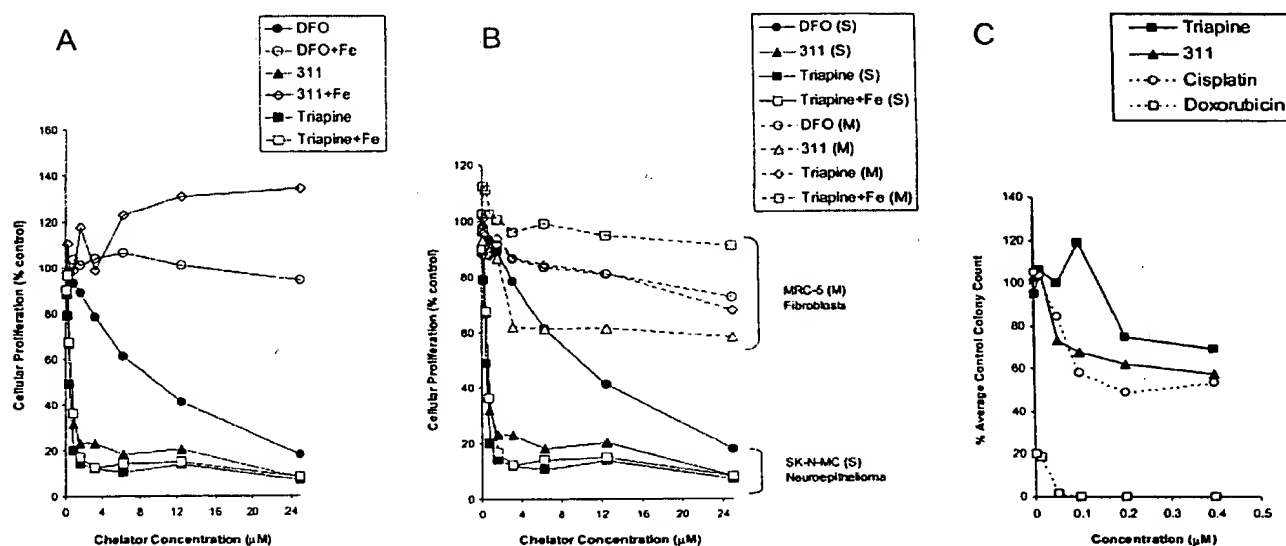 A
DFO
DFO+Fe
311
311+Fe
Triapine
Triapine+Fe
160
140
120
100
80
60
40
20
0
Cellular Proliferation (% control)
0 4 8 12 16 20 24
Chelator Concentration (µM)
B
DFO (S)
311 (S)
Triapine (S)
Triapine+Fe (S)
DFO (M)
311 (M)
Triapine (M)
Triapine+Fe (M)
120
100
80
60
40
20
0
Cellular Proliferation (% control)
0 4 8 12 16 20 24
Chelator Concentration (µM)
MRC-5 (M)
Fibroblasts
SK-N-MC (S)
Neuroepithelioma
C
Triapine
311
Cisplatin
Doxorubicin
140
120
100
80
60
40
20
0
% Average Control Colony Count
0 0.1 0.2 0.3 0.4 0.5
Concentration (µM)